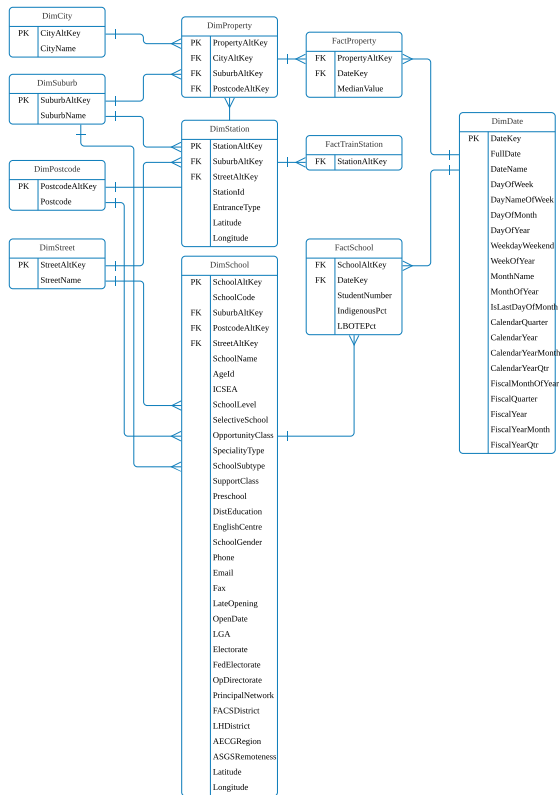 DimCity
PK CityAltKey
CityName
DimSuburb
PK SuburbAltKey
SuburbName
DimPostcode
PK PostcodeAltKey
Postcode
DimStreet
PK StreetAltKey
StreetName
DimProperty
PK PropertyAltKey
FK CityAltKey
FK SuburbAltKey
FK PostcodeAltKey
DimStation
PK StationAltKey
FK SuburbAltKey
FK StreetAltKey
StationId
EntranceType
Latitude
Longitude
DimSchool
PK SchoolAltKey
SchoolCode
FK SuburbAltKey
FK PostcodeAltKey
FK StreetAltKey
SchoolName
AgeId
ICSEA
SchoolLevel
SelectiveSchool
OpportunityClass
SpecialityType
SchoolSubtype
SupportClass
Preschool
DistEducation
EnglishCentre
SchoolGender
Phone
Email
Fax
LateOpening
OpenDate
LGA
Electorate
FedElectorate
OpDirectorate
PrincipalNetwork
FACSDistrict
LHDistrict
AECGRegion
ASGSRemoteness
Latitude
Longitude
FactProperty
FK PropertyAltKey
FK DateKey
MedianValue
FactTrainStation
FK StationAltKey
FactSchool
FK SchoolAltKey
FK DateKey
StudentNumber
IndigenousPct
LBOTEPct
DimDate
PK DateKey
FullDate
DateName
DayOfWeek
DayNameOfWeek
DayOfMonth
DayOfYear
WeekdayWeekend
WeekOfYear
MonthName
MonthOfYear
IsLastDayOfMonth
CalendarQuarter
CalendarYear
CalendarYearMonth
CalendarYearQtr
FiscalMonthOfYear
FiscalQuarter
FiscalYear
FiscalYearMonth
FiscalYearQtr